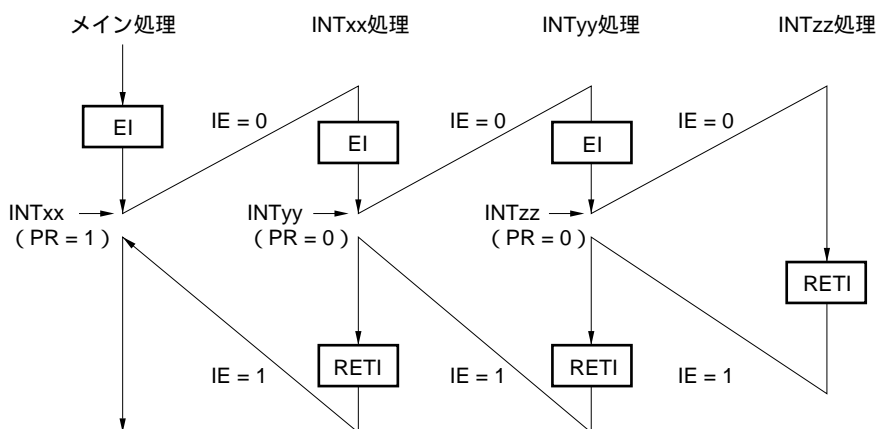 メイン処理 INTxx処理 INTyy処理 INTzz処理
EI IE = 0 EI IE = 0 EI IE = 0
INTxx INTyy INTzz
（PR = 1） （PR = 0） （PR = 0）
RETI
IE = 1 RETI IE = 1 RETI IE = 1